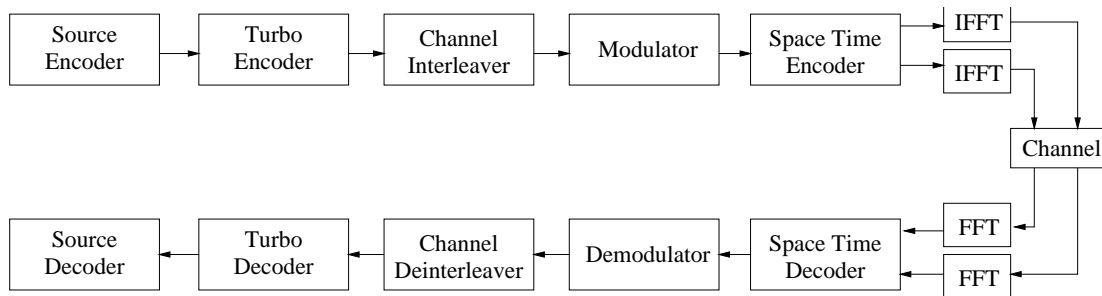 Source
Encoder
Turbo
Encoder
Channel
Interleaver
Modulator
Space Time
Encoder
IFFT
IFFT
Channel
Source
Decoder
Turbo
Decoder
Channel
Deinterleaver
Demodulator
Space Time
Decoder
FFT
FFT